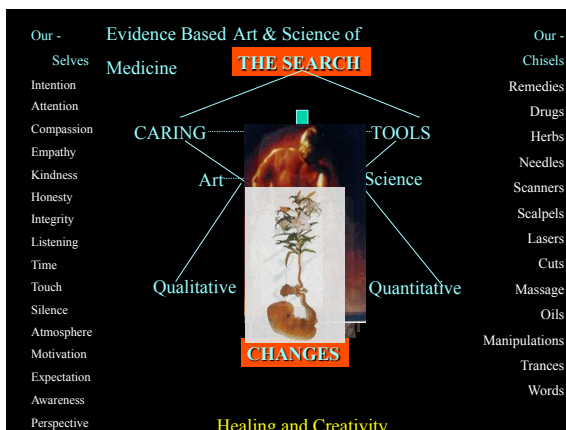 Our -
Selves
Intention
Attention
Compassion
Empathy
Kindness
Honesty
Integrity
Listening
Time
Touch
Silence
Atmosphere
Motivation
Expectation
Awareness
Perspective
Evidence Based Art & Science of
Medicine
THE SEARCH
CARING
TOOLS
Art
Science
Qualitative
Quantitative
CHANGES
Healing and Creativity
Our -
Chisels
Remedies
Drugs
Herbs
Needles
Scanners
Scalpels
Lasers
Cuts
Massage
Oils
Manipulations
Trances
Words